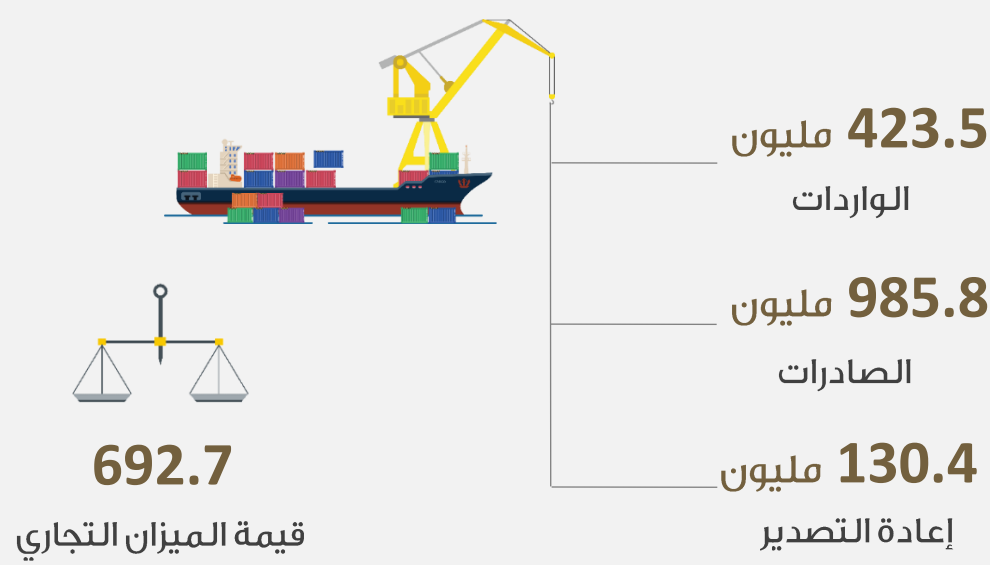 423.5 مليون
الواردات
985.8 مليون
الصادرات
130.4 مليون
إعادة التصدير
692.7
قيمة الميزان التجاري